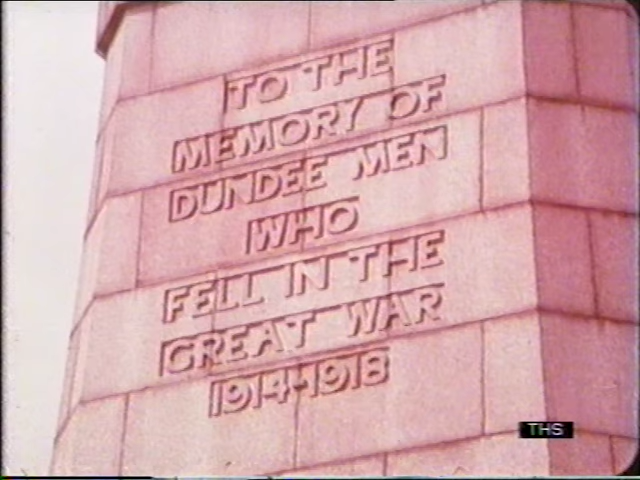 TO THE
MEMORY OF
DUNDEE MEN
WHO
FELL IN THE
GREAT WAR
1914-1918
THS